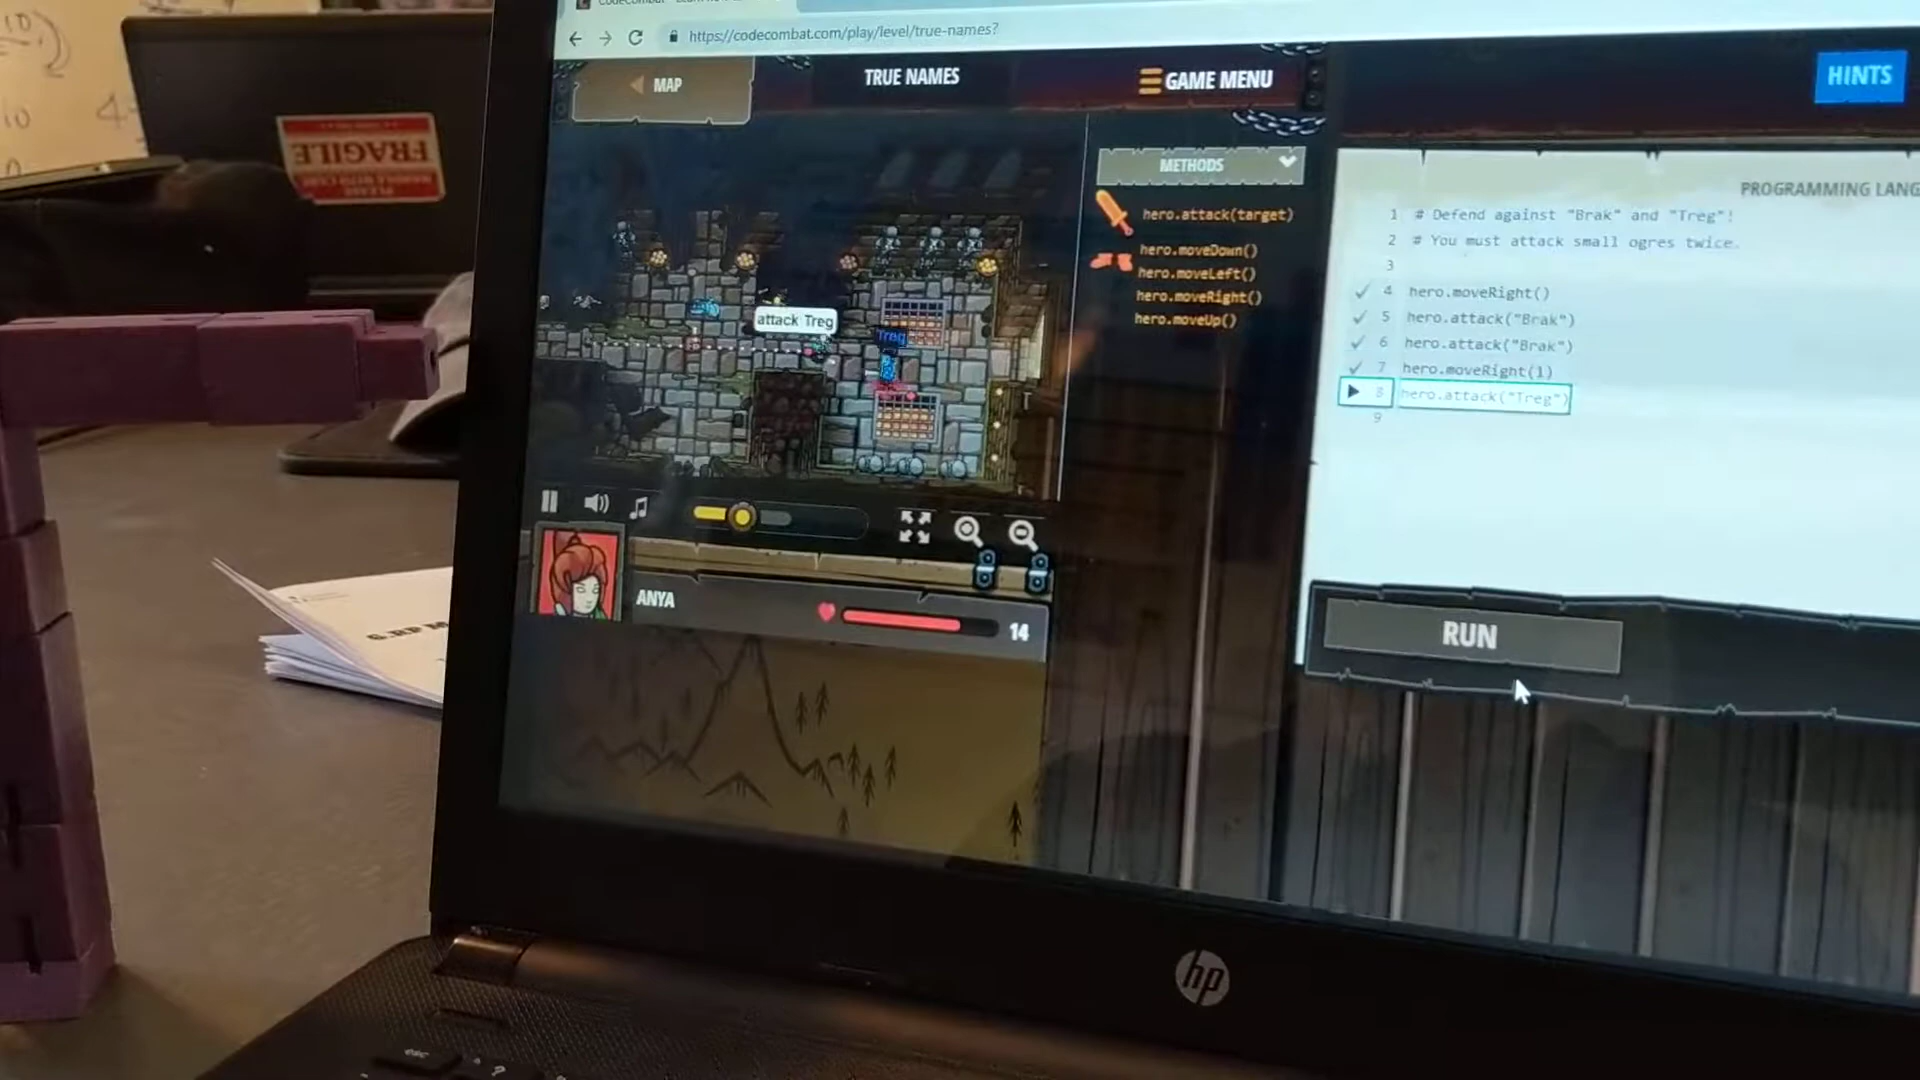 https://codecombat.com/play/level/true-names?
MAP
TRUE NAMES
GAME MENU
HINTS
METHODS
hero.attack(target)
hero.moveDown()
hero.moveLeft()
hero.moveRight()
hero.moveUp()
PROGRAMMING LANG
1 # Defend against "Brak" and "Treg"!
2 # You must attack small ogres twice.
3
4 hero.moveRight()
5 hero.attack("Brak")
6 hero.attack("Brak")
7 hero.moveRight(1)
8 hero.attack("Treg")
9
attack Treg
Treg
ANYA
14
RUN
FRAGILE
hp
esc
?